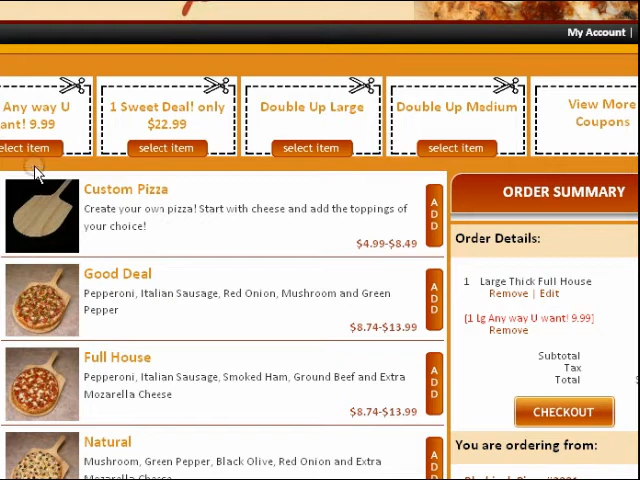 My Account |
Any way U
ant! 9.99
elect item
1 Sweet Deal! only
$22.99
select item
Double Up Large
select item
Double Up Medium
select item
View More
Coupons
Custom Pizza
Create your own pizza! Start with cheese and add the toppings of
your choice!
$4.99-$8.49
ADD
Good Deal
Pepperoni, Italian Sausage, Red Onion, Mushroom and Green
Pepper
$8.74-$13.99
ADD
Full House
Pepperoni, Italian Sausage, Smoked Ham, Ground Beef and Extra
Mozarella Cheese
$8.74-$13.99
ADD
Natural
Mushroom, Green Pepper, Black Olive, Red Onion and Extra
ADD
ORDER SUMMARY
Order Details:
1 Large Thick Full House
Remove | Edit
[1 Lg Any way U want! 9.99]
Remove
Subtotal
Tax
Total
CHECKOUT
You are ordering from: